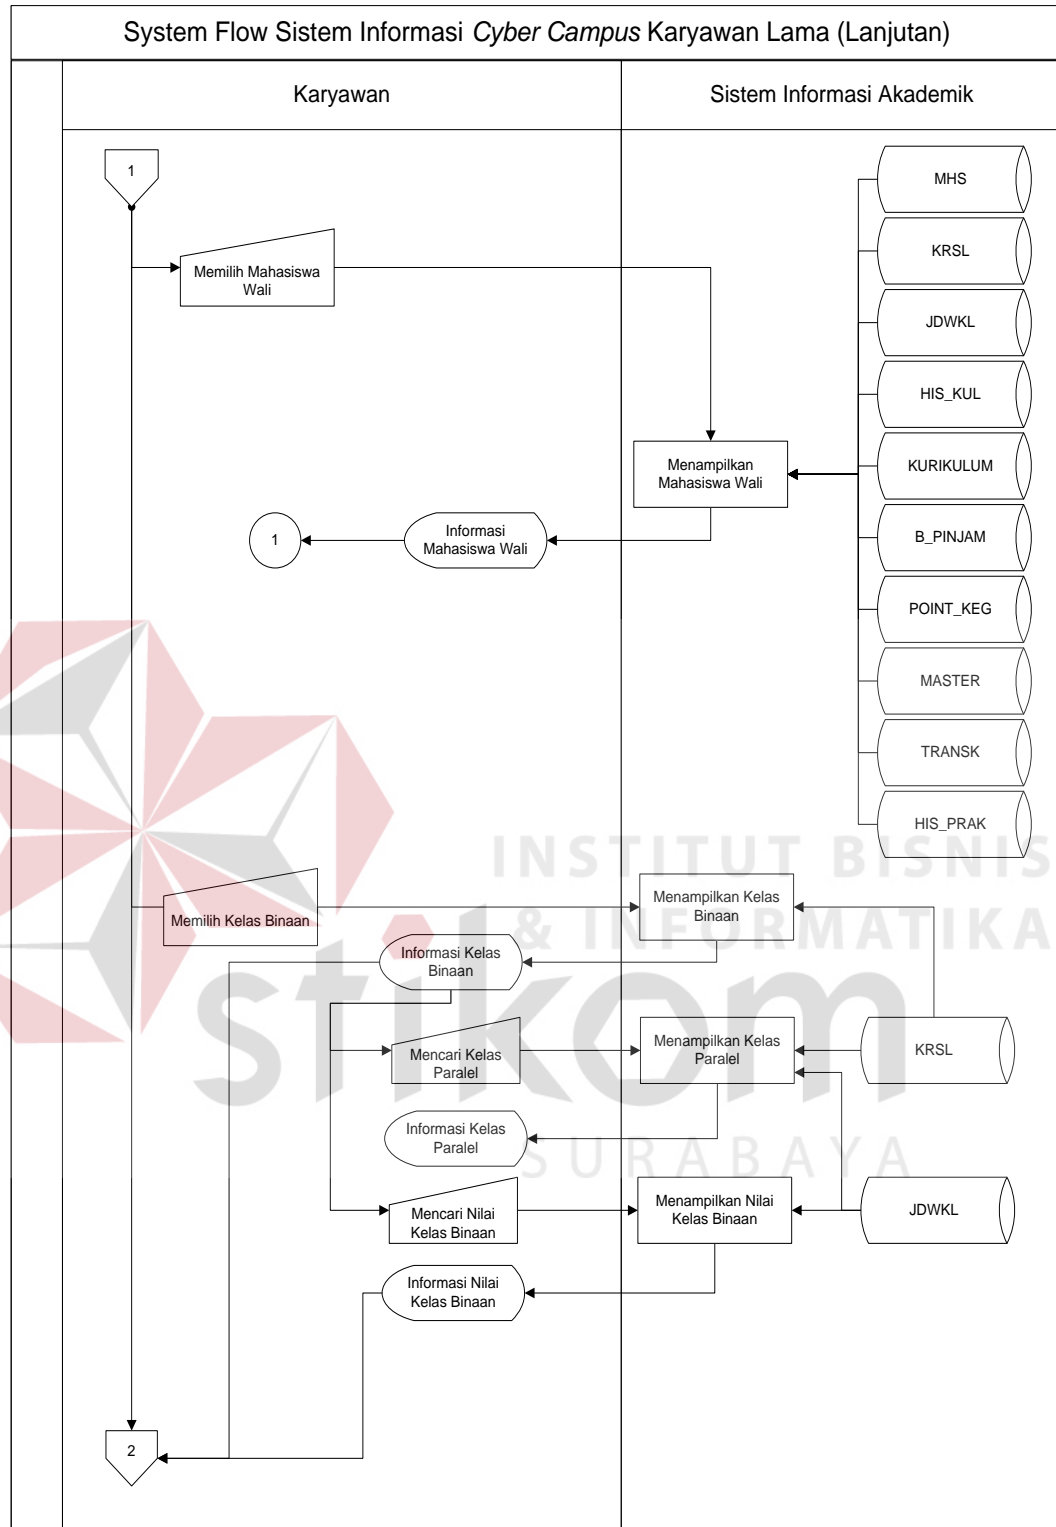 System Flow Sistem Informasi Cyber Campus Karyawan Lama (Lanjutan)
Karyawan
Sistem Informasi Akademik
1
MHS
Memilih Mahasiswa
Wali
KRSL
JDWKL
HIS_KUL
Menampilkan
Mahasiswa Wali
KURIKULUM
1
Informasi
Mahasiswa Wali
B_PINJAM
POINT_KEG
MASTER
TRANSK
HIS_PRAK
INSTITUT BISNIS
& INFORMATIKA
stikom
SURABAYA
Memilih Kelas Binaan
Menampilkan Kelas
Binaan
Informasi Kelas
Binaan
Mencari Kelas
Paralel
Menampilkan Kelas
Paralel
KRSL
Informasi Kelas
Paralel
Mencari Nilai
Kelas Binaan
Menampilkan Nilai
Kelas Binaan
JDWKL
Informasi Nilai
Kelas Binaan
2